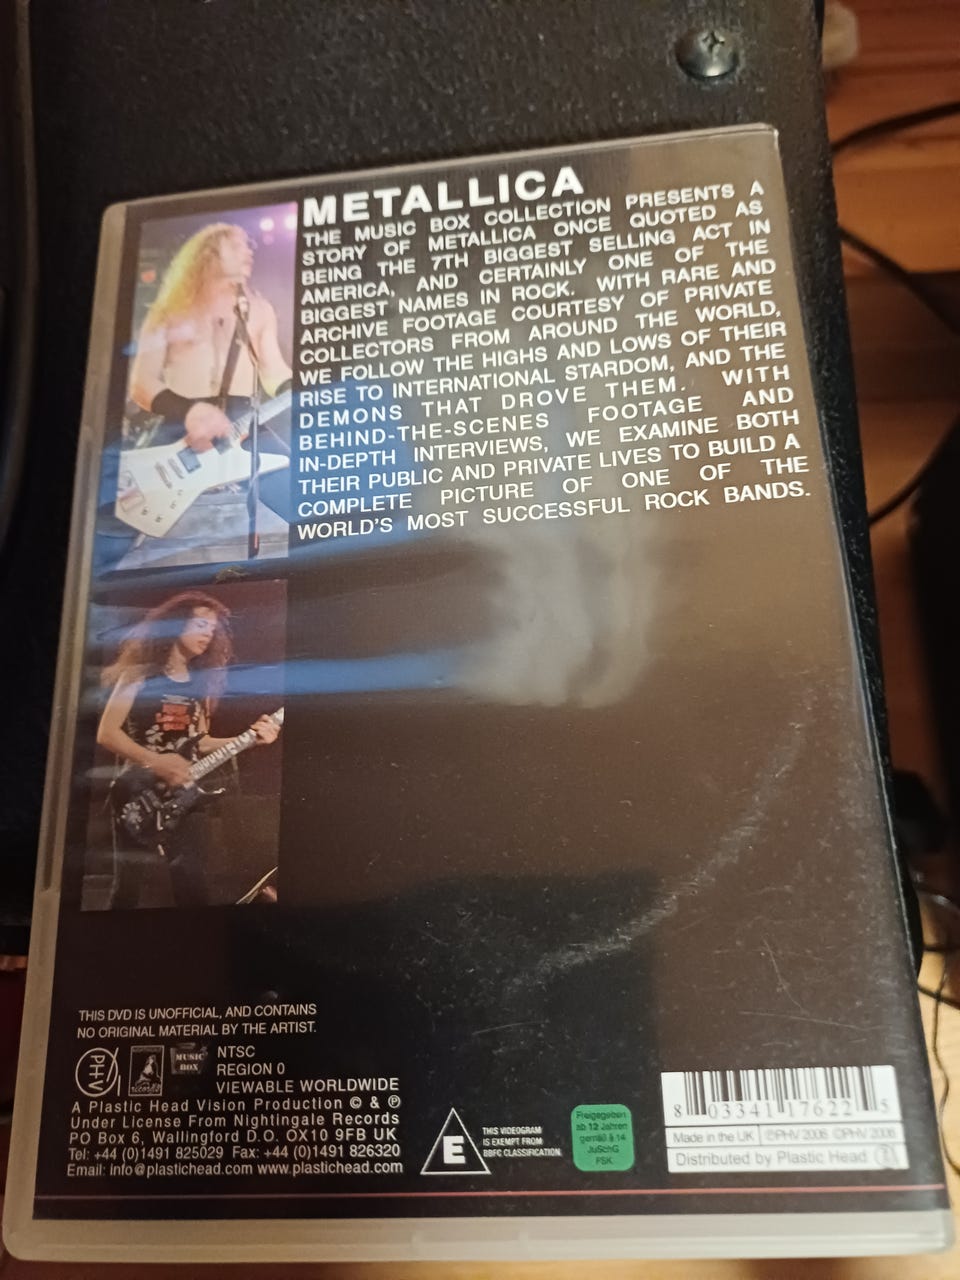 METALLICA
THE MUSIC BOX COLLECTION PRESENTS A
STORY OF METALLICA ONCE QUOTED AS
BEING THE 7TH BIGGEST SELLING ACT IN
AMERICA, AND CERTAINLY ONE OF THE
BIGGEST NAMES IN ROCK. WITH RARE AND
ARCHIVE FOOTAGE COURTESY OF PRIVATE
COLLECTORS FROM AROUND THE WORLD,
WE FOLLOW THE HIGHS AND LOWS OF THEIR
RISE TO INTERNATIONAL STARDOM, AND THE
DEMONS THAT DROVE THEM. WITH
BEHIND-THE-SCENES FOOTAGE AND
IN-DEPTH INTERVIEWS, WE EXAMINE BOTH
THEIR PUBLIC AND PRIVATE LIVES TO BUILD A
COMPLETE PICTURE OF ONE OF THE
WORLD'S MOST SUCCESSFUL ROCK BANDS.
THIS DVD IS UNOFFICIAL, AND CONTAINS
NO ORIGINAL MATERIAL BY THE ARTIST.
PHV
MUSIC
BOX
NTSC
REGION 0
VIEWABLE WORLDWIDE
A Plastic Head Vision Production © & ℗
Under License From Nightingale Records
PO Box 6, Wallingford D.O. OX10 9FB UK
Tel: +44 (0)1491 825029 Fax: +44 (0)1491 826320
Email: info@plastichead.com www.plastichead.com
E
THIS VIDEOGRAM
IS EXEMPT FROM
BBFC CLASSIFICATION
Freigegeben
ab 12 Jahren
gemäß § 14
JuSchG
FSK
8 03341 17622 5
Made in the UK ℗PHV 2006 ©PHV 2006
Distributed by Plastic Head